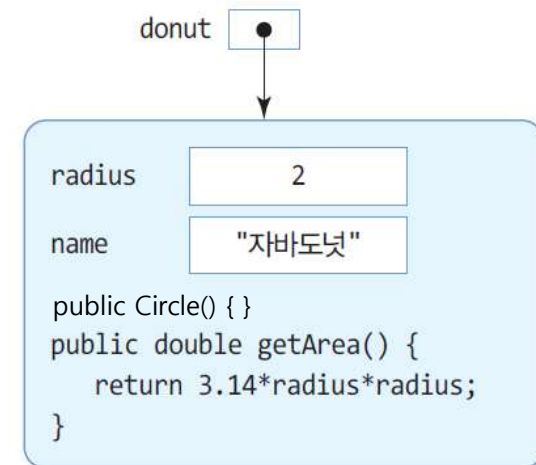 donut
radius 2
name "자바도넛"
public Circle() { }
public double getArea() {
return 3.14*radius*radius;
}